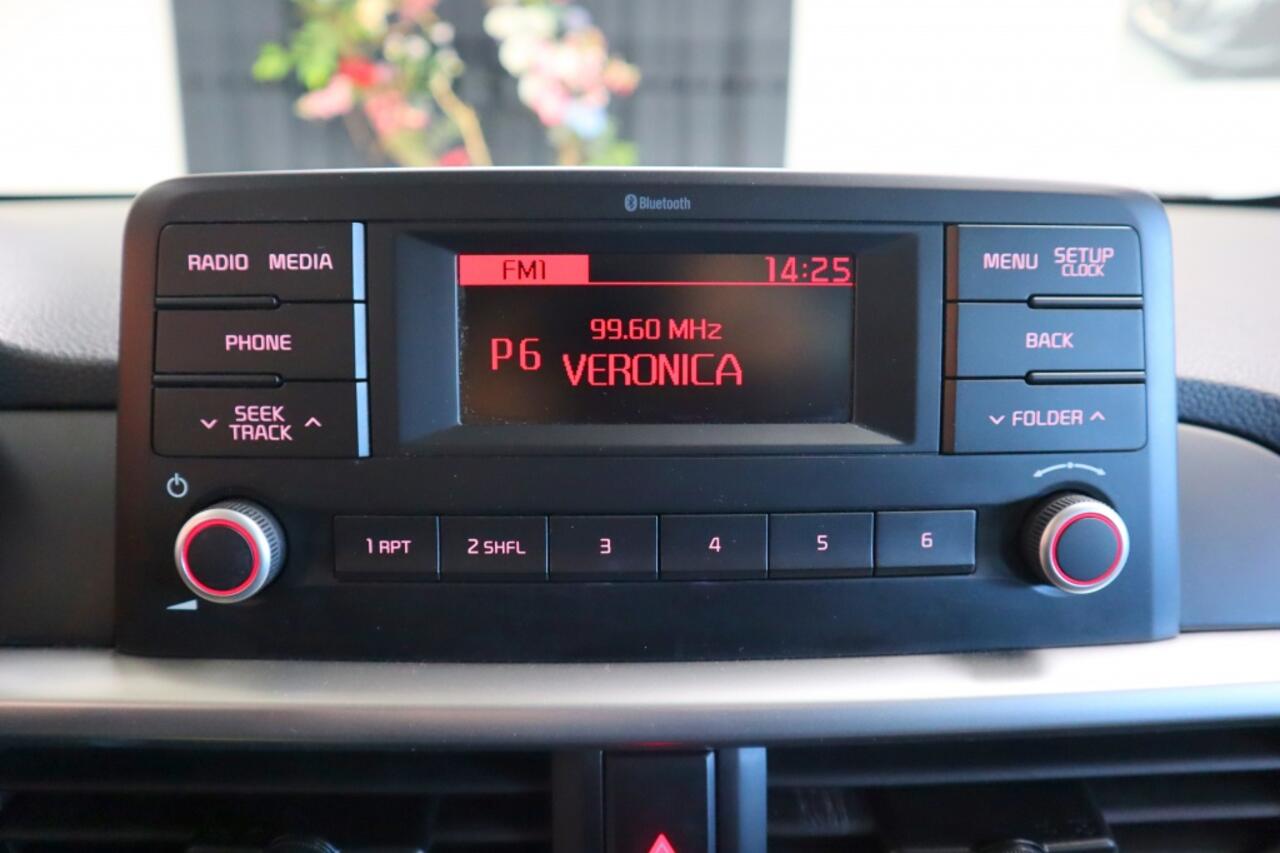 Bluetooth
RADIO MEDIA
PHONE
SEEK
TRACK
FM1 14:25
99.60 MHz
P6 VERONICA
MENU SETUP
CLOCK
BACK
FOLDER
1 RPT 2 SHFL 3 4 5 6